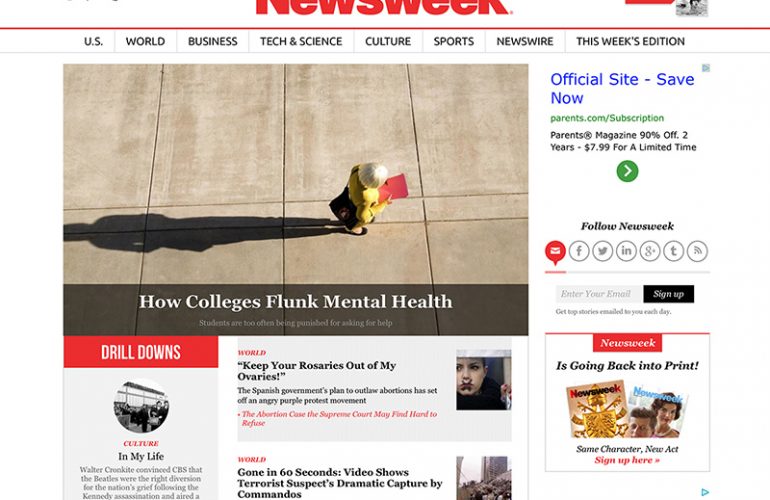 Newsweek
U.S. WORLD BUSINESS TECH & SCIENCE CULTURE SPORTS NEWSWIRE THIS WEEK'S EDITION
How Colleges Flunk Mental Health
Students are too often being punished for asking for help
DRILL DOWNS
CULTURE
In My Life
Walter Cronkite convinced CBS that
the Beatles were the right diversion
for the nation's grief following the
Kennedy assassination and aired a
WORLD
“Keep Your Rosaries Out of My
Ovaries!”
The Spanish government's plan to outlaw abortions has set
off an angry purple protest movement
• The Abortion Case the Supreme Court May Find Hard to
Refuse
WORLD
Gone in 60 Seconds: Video Shows
Terrorist Suspect's Dramatic Capture by
Commandos
Official Site - Save
Now
parents.com/Subscription
Parents® Magazine 90% Off. 2
Years - $7.99 For A Limited Time
Follow Newsweek
Enter Your Email Sign up
Get top stories emailed to you each day.
Newsweek
Is Going Back into Print!
Newsweek Newsweek
Same Character, New Act
Sign up here »